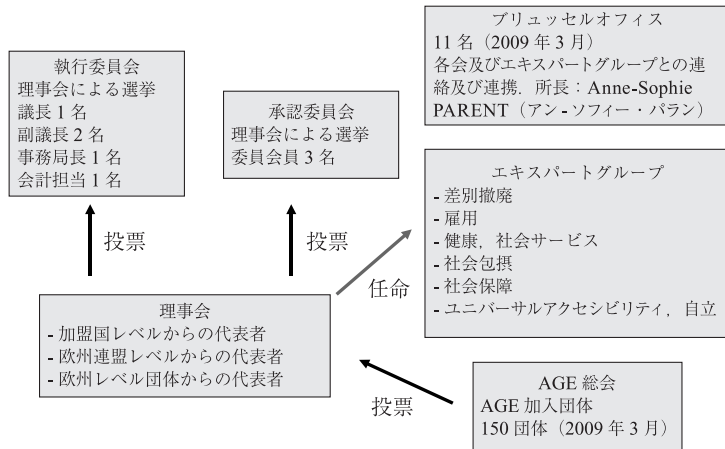 ブリュッセルオフィス
11 名（2009 年 3 月）
各会及びエキスパートグループとの連
絡及び連携．所長：Anne-Sophie
PARENT（アン - ソフィー・パラン）
執行委員会
理事会による選挙
議長 1 名
副議長 2 名
事務局長 1 名
会計担当 1 名
承認委員会
理事会による選挙
委員会員 3 名
エキスパートグループ
- 差別撤廃
- 雇用
- 健康，社会サービス
- 社会包摂
- 社会保障
- ユニバーサルアクセシビリティ，自立
投票
投票
任命
理事会
- 加盟国レベルからの代表者
- 欧州連盟レベルからの代表者
- 欧州レベル団体からの代表者
投票
AGE 総会
AGE 加入団体
150 団体（2009 年 3 月）